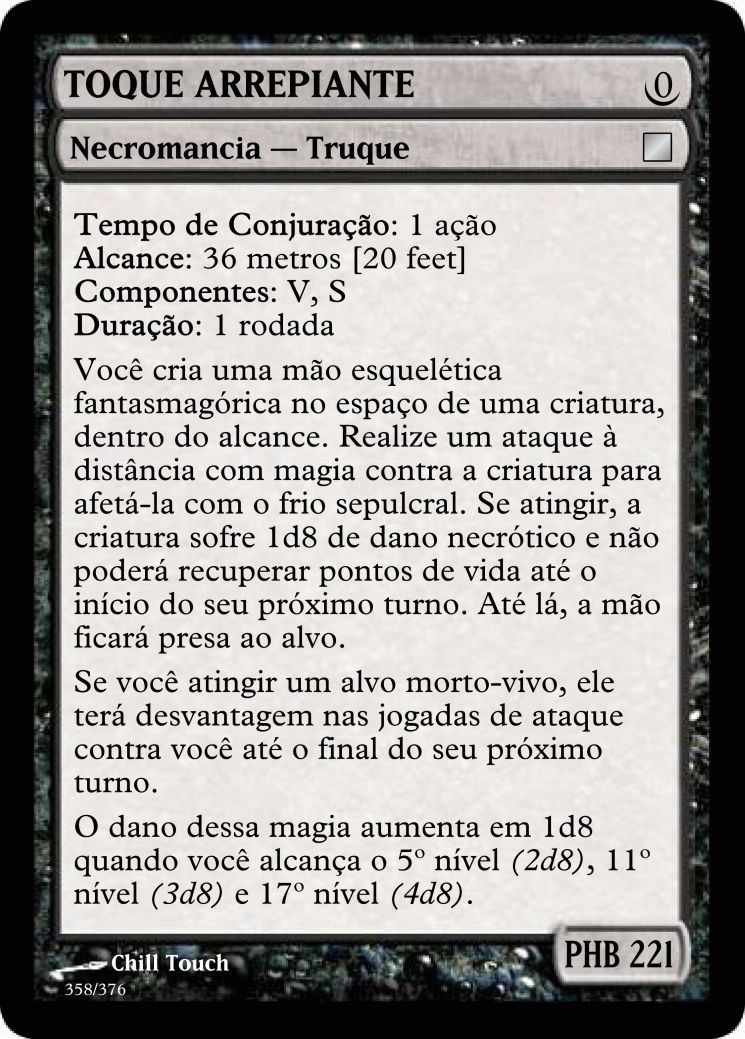 TOQUE ARREPIANTE 0
Necromancia — Truque
Tempo de Conjuração: 1 ação
Alcance: 36 metros [20 feet]
Componentes: V, S
Duração: 1 rodada
Você cria uma mão esquelética
fantasmagórica no espaço de uma criatura,
dentro do alcance. Realize um ataque à
distância com magia contra a criatura para
afetá-la com o frio sepulcral. Se atingir, a
criatura sofre 1d8 de dano necrótico e não
poderá recuperar pontos de vida até o
início do seu próximo turno. Até lá, a mão
ficará presa ao alvo.
Se você atingir um alvo morto-vivo, ele
terá desvantagem nas jogadas de ataque
contra você até o final do seu próximo
turno.
O dano dessa magia aumenta em 1d8
quando você alcança o 5º nível (2d8), 11º
nível (3d8) e 17º nível (4d8).
PHB 221
Chill Touch
358/376